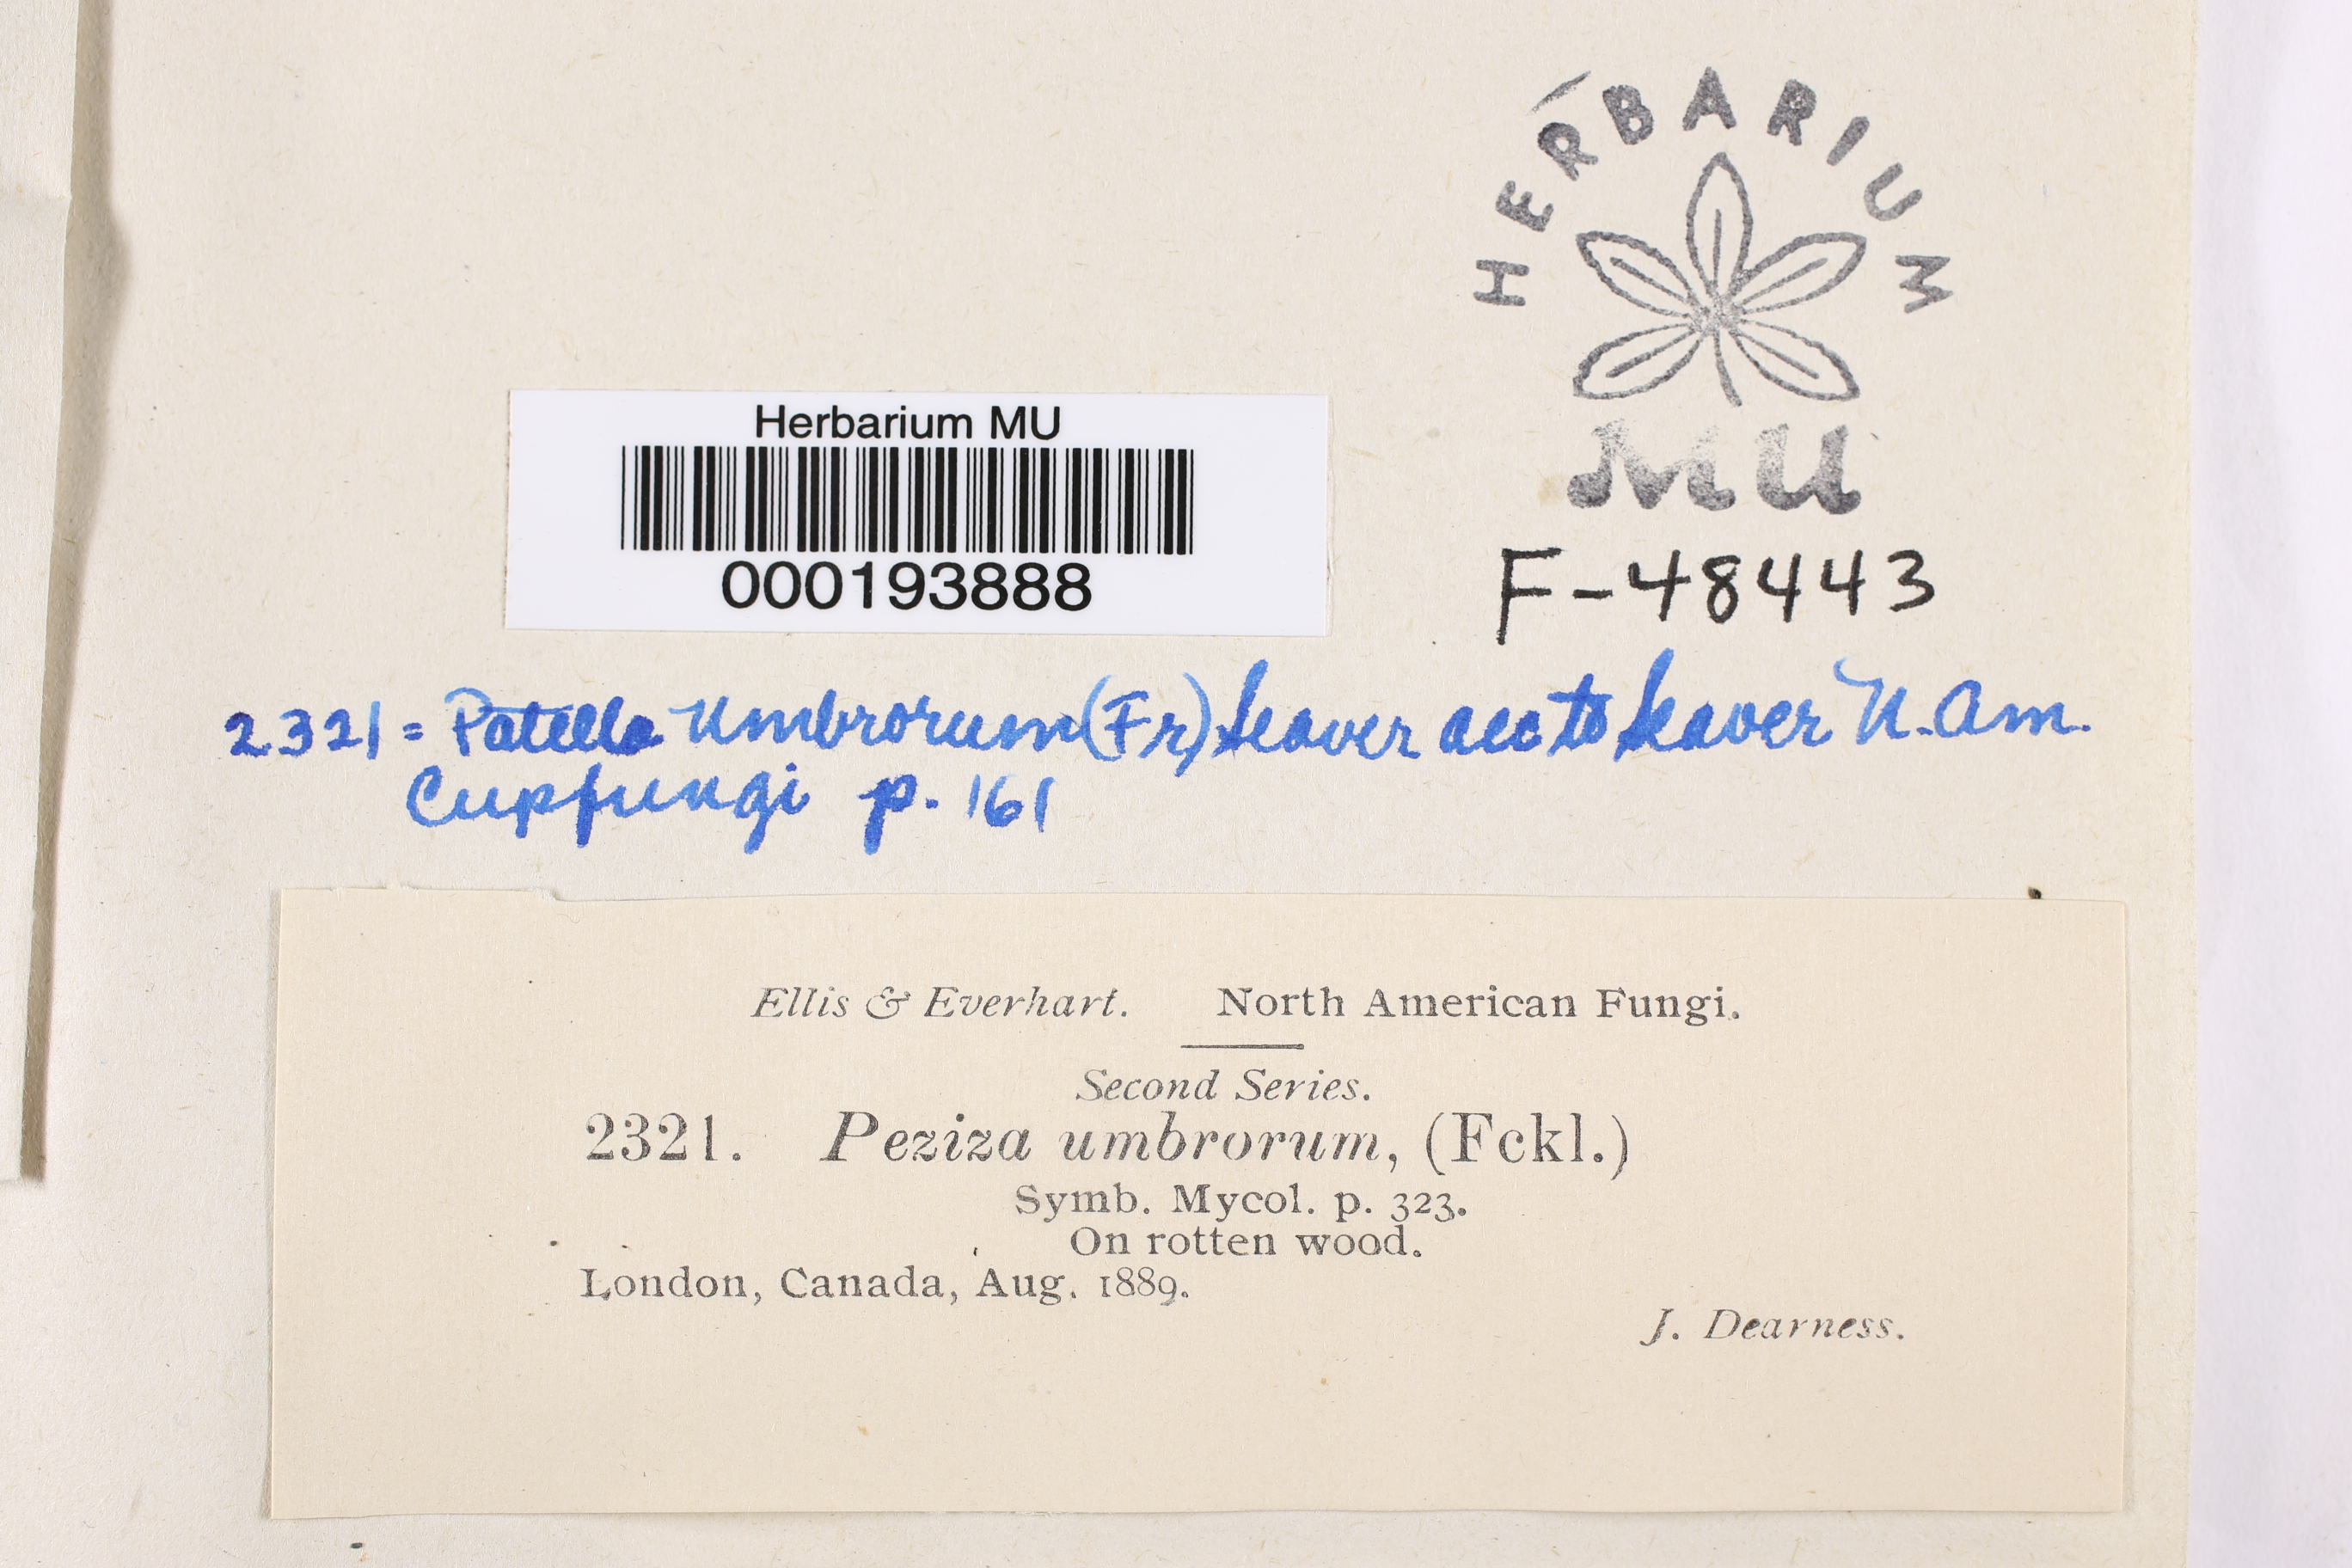 HERBARIUM
MU
Herbarium MU
000193888
F-48443
2321 = Patella Umbrorum (Fr) Seaver acc to Seaver N. Am.
Cupfungi p. 161
Ellis & Everhart. North American Fungi.
Second Series.
2321. Peziza umbrorum, (Fckl.)
Symb. Mycol. p. 323.
On rotten wood.
London, Canada, Aug. 1889.
J. Dearness.